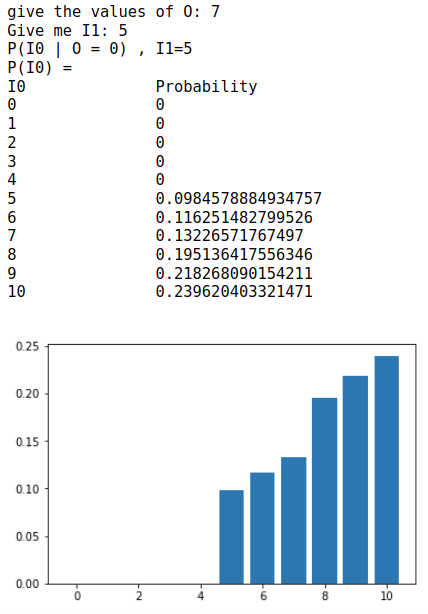 give the values of O: 7
Give me I1: 5
P(I0 | O = 0) , I1=5
P(I0) =
I0 Probability
0 0
1 0
2 0
3 0
4 0
5 0.0984578884934757
6 0.116251482799526
7 0.13226571767497
8 0.195136417556346
9 0.218268090154211
10 0.239620403321471
0.25
0.20
0.15
0.10
0.05
0.00
0 2 4 6 8 10